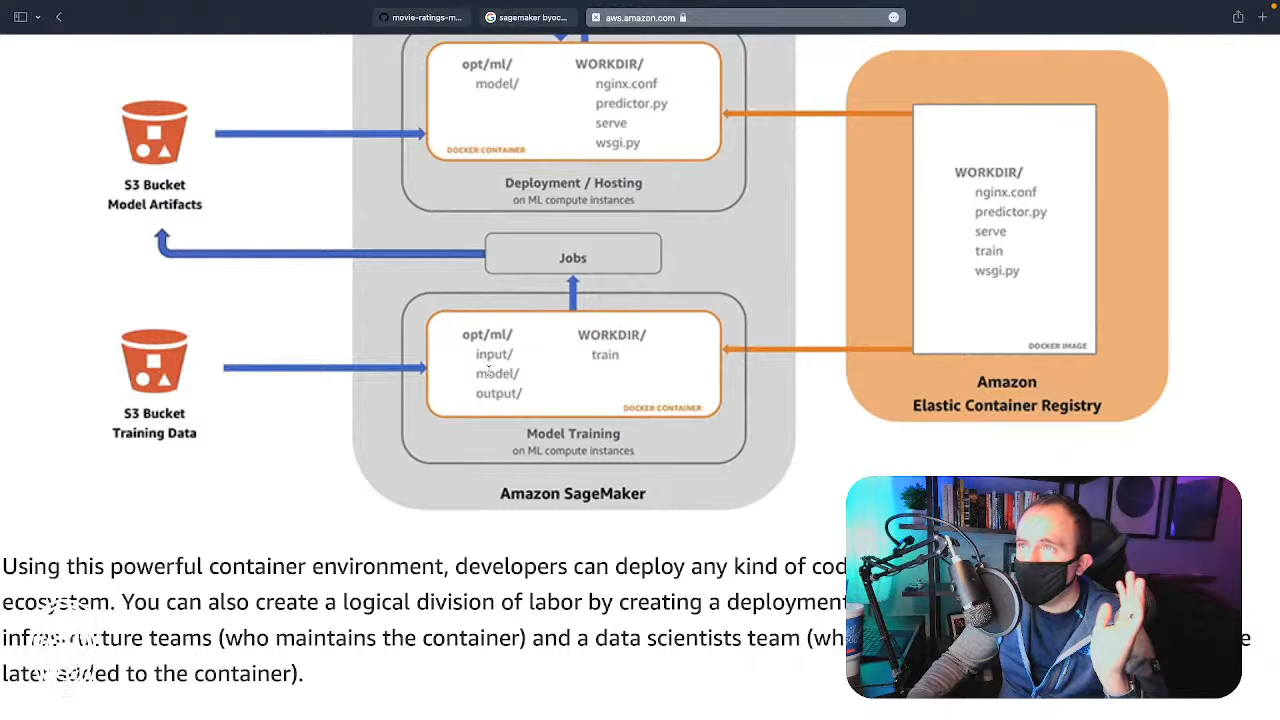 movie-ratings-m...
sagemaker byoc...
aws.amazon.com
opt/ml/
model/
WORKDIR/
nginx.conf
predictor.py
serve
wsgi.py
DOCKER CONTAINER
Deployment / Hosting
on ML compute instances
S3 Bucket
Model Artifacts
Jobs
opt/ml/
input/
model/
output/
WORKDIR/
train
DOCKER CONTAINER
Model Training
on ML compute instances
S3 Bucket
Training Data
Amazon SageMaker
WORKDIR/
nginx.conf
predictor.py
serve
train
wsgi.py
DOCKER IMAGE
Amazon
Elastic Container Registry
Using this powerful container environment, developers can deploy any kind of cod
ecosystem. You can also create a logical division of labor by creating a deployment
teams (who maintains the container) and a data scientists team (wh
to the container).